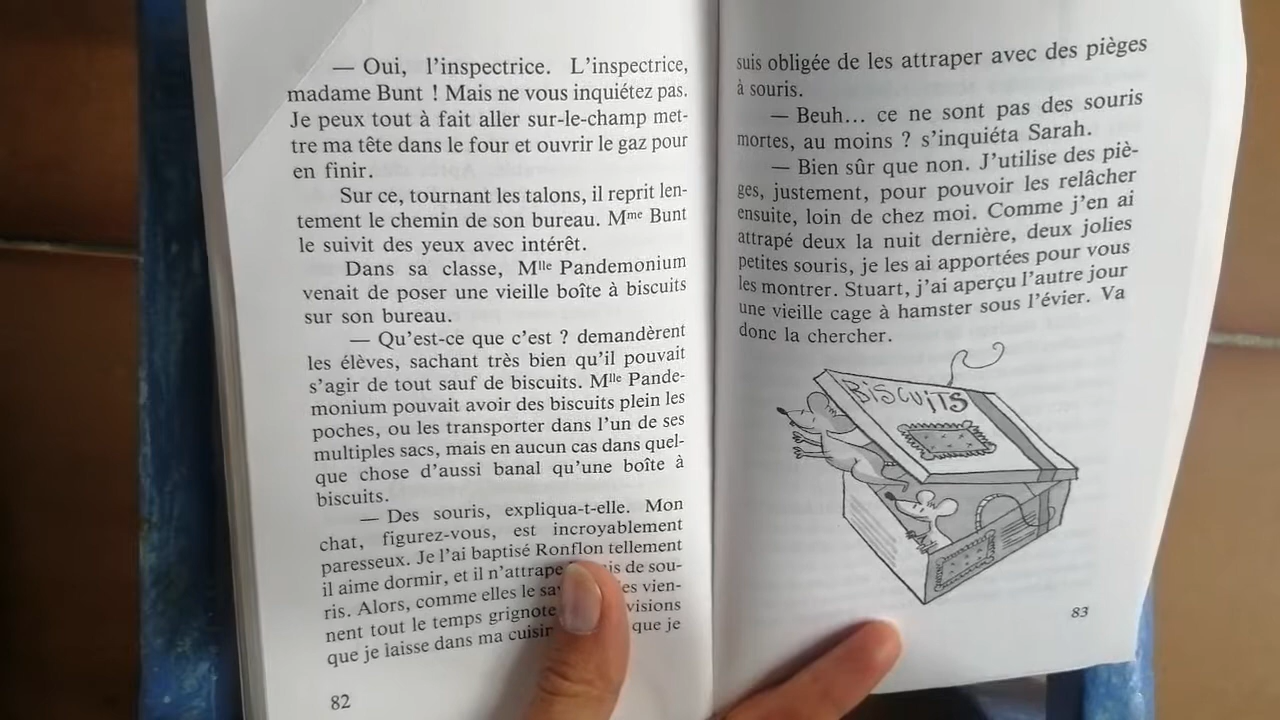 — Oui, l'inspectrice. L'inspectrice,
madame Bunt ! Mais ne vous inquiétez pas.
Je peux tout à fait aller sur-le-champ met-
tre ma tête dans le four et ouvrir le gaz pour
en finir.
Sur ce, tournant les talons, il reprit len-
tement le chemin de son bureau. Mme Bunt
le suivit des yeux avec intérêt.
Dans sa classe, Mlle Pandemonium
venait de poser une vieille boîte à biscuits
sur son bureau.
— Qu'est-ce que c'est ? demandèrent
les élèves, sachant très bien qu'il pouvait
s'agir de tout sauf de biscuits. Mlle Pande-
monium pouvait avoir des biscuits plein les
poches, ou les transporter dans l'un de ses
multiples sacs, mais en aucun cas dans quel-
que chose d'aussi banal qu'une boîte à
biscuits.
— Des souris, expliqua-t-elle. Mon
chat, figurez-vous, est incroyablement
paresseux. Je l'ai baptisé Ronflon tellement
il aime dormir, et il n'attrape de sou-
ris. Alors, comme elles le vien-
nent tout le temps
que je laisse dans ma que je
82
suis obligée de les attraper avec des pièges
à souris.
— Beuh... ce ne sont pas des souris
mortes, au moins ? s'inquiéta Sarah.
— Bien sûr que non. J'utilise des piè-
ges, justement, pour pouvoir les relâcher
ensuite, loin de chez moi. Comme j'en ai
attrapé deux la nuit dernière, deux jolies
petites souris, je les ai apportées pour vous
les montrer. Stuart, j'ai aperçu l'autre jour
une vieille cage à hamster sous l'évier. Va
donc la chercher.
BISCUITS
83